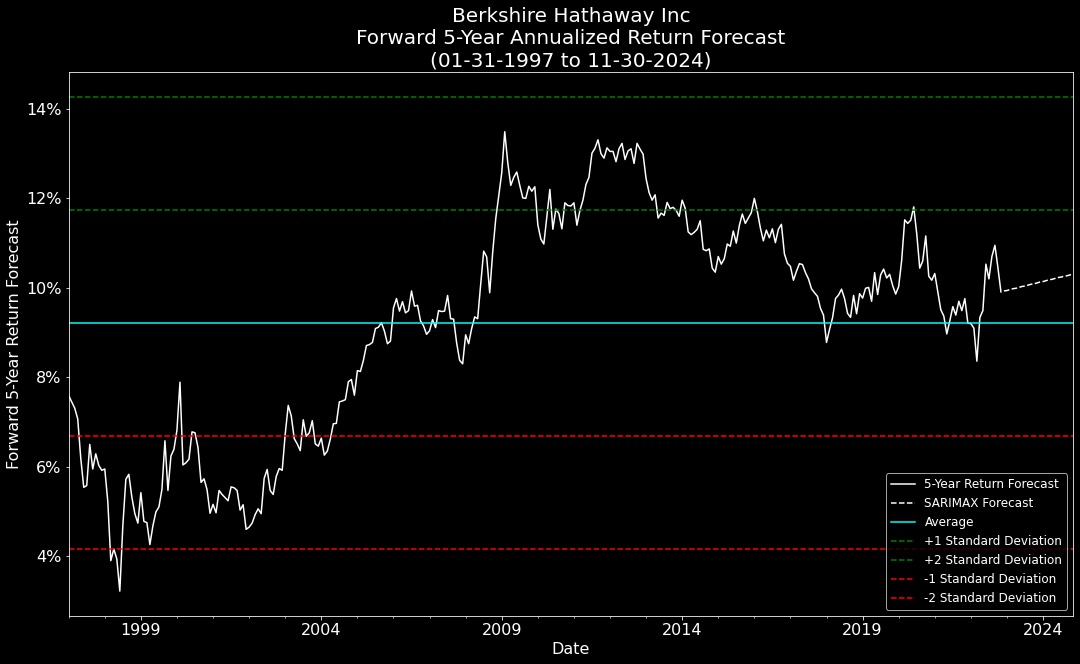 Berkshire Hathaway Inc
Forward 5-Year Annualized Return Forecast
(01-31-1997 to 11-30-2024)
Forward 5-Year Return Forecast
14%
12%
10%
8%
6%
4%
5-Year Return Forecast
SARIMAX Forecast
Average
+1 Standard Deviation
+2 Standard Deviation
-1 Standard Deviation
-2 Standard Deviation
1999 2004 2009 2014 2019 2024
Date